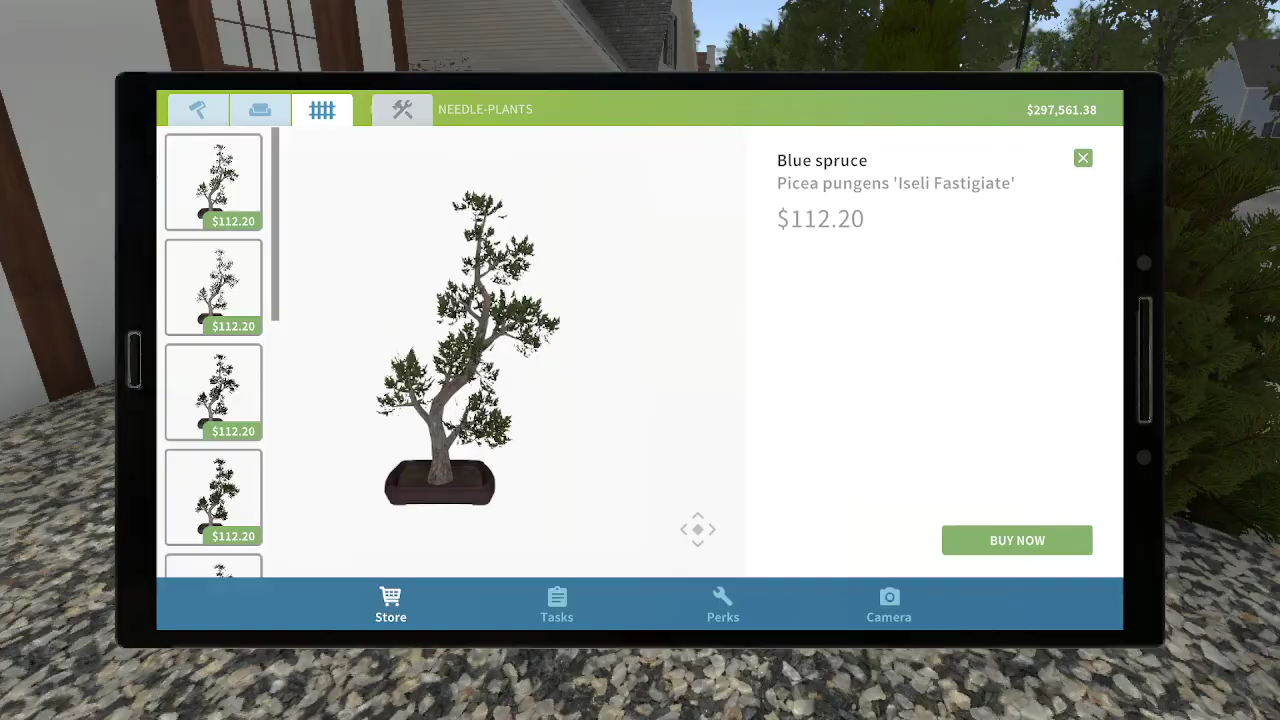 NEEDLE-PLANTS
$297,561.38
$112.20
$112.20
$112.20
$112.20
Blue spruce
Picea pungens 'Iseli Fastigiate'
$112.20
BUY NOW
Store
Tasks
Perks
Camera